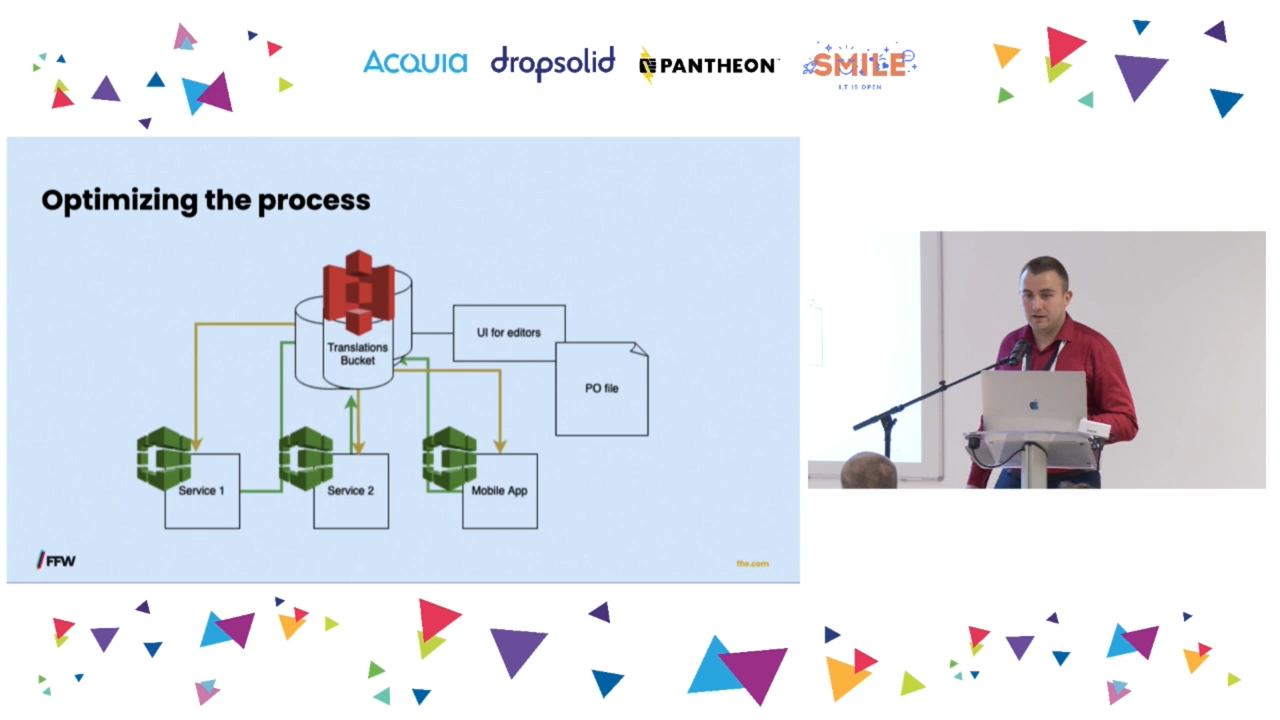 ACQUIA
dropsolid
PANTHEON
SMILE
I.T IS OPEN
Optimizing the process
Translations
Bucket
UI for editors
PO file
Service 1
Service 2
Mobile App
FFW
ffw.com